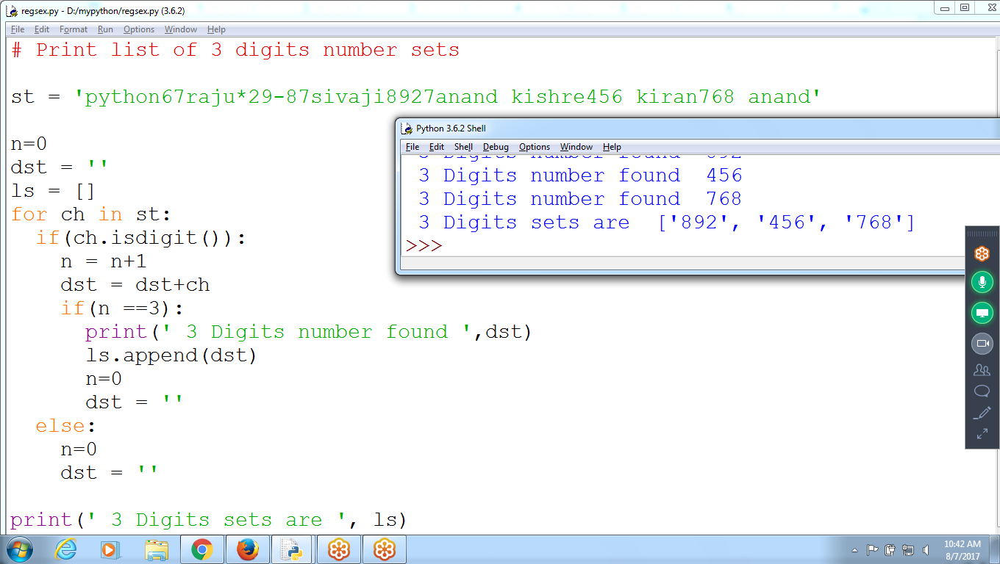 regsex.py - D:/mypython/regsex.py (3.6.2)
File Edit Format Run Options Window Help
# Print list of 3 digits number sets
st = 'python67raju*29-87sivaji8927anand kishre456 kiran768 anand'
n=0
dst = ''
ls = []
for ch in st:
  if(ch.isdigit()):
    n = n+1
    dst = dst+ch
    if(n ==3):
      print(' 3 Digits number found ',dst)
      ls.append(dst)
      n=0
      dst = ''
  else:
    n=0
    dst = ''
print(' 3 Digits sets are ', ls)
Python 3.6.2 Shell
File Edit Shell Debug Options Window Help
 3 Digits number found  892
 3 Digits number found  456
 3 Digits number found  768
 3 Digits sets are  ['892', '456', '768']
>>>
10:42 AM
8/7/2017